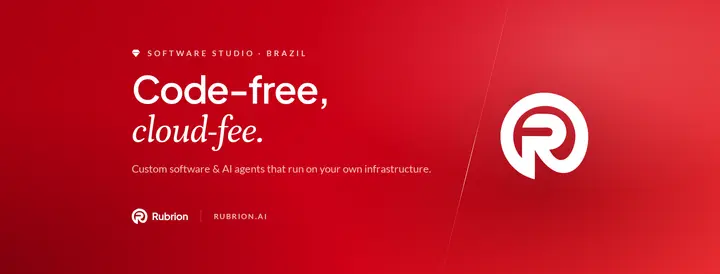 SOFTWARE STUDIO · BRAZIL
Code-free,
cloud-fee.
Custom software & AI agents that run on your own infrastructure.
Rubrion
RUBRION.AI